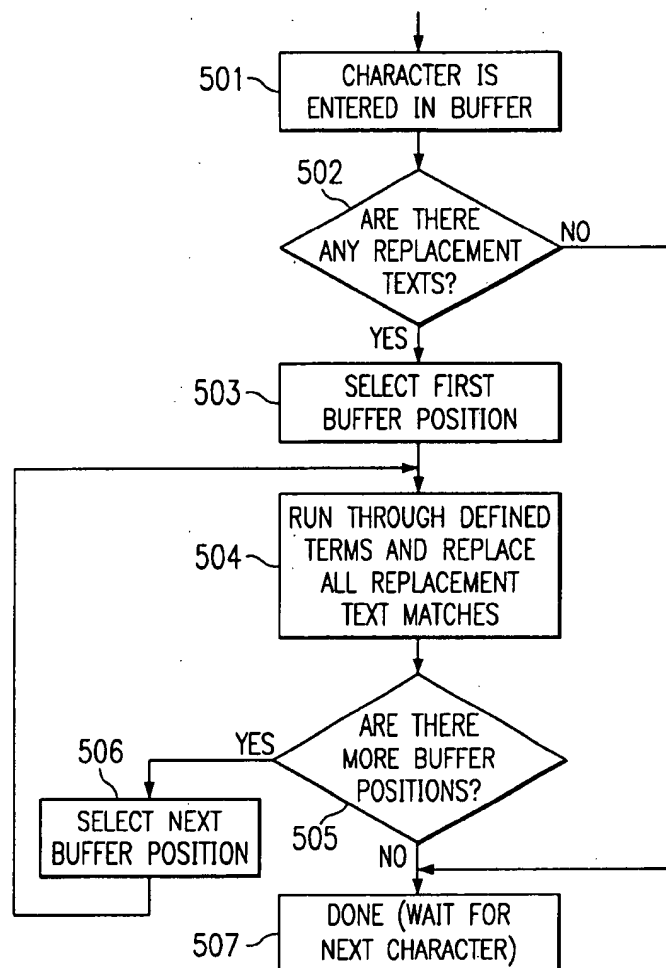 501
CHARACTER IS
ENTERED IN BUFFER
502
ARE THERE
ANY REPLACEMENT
TEXTS?
NO
YES
503
SELECT FIRST
BUFFER POSITION
504
RUN THROUGH DEFINED
TERMS AND REPLACE
ALL REPLACEMENT
TEXT MATCHES
ARE THERE
MORE BUFFER
POSITIONS?
505
YES
506
SELECT NEXT
BUFFER POSITION
NO
507
DONE (WAIT FOR
NEXT CHARACTER)